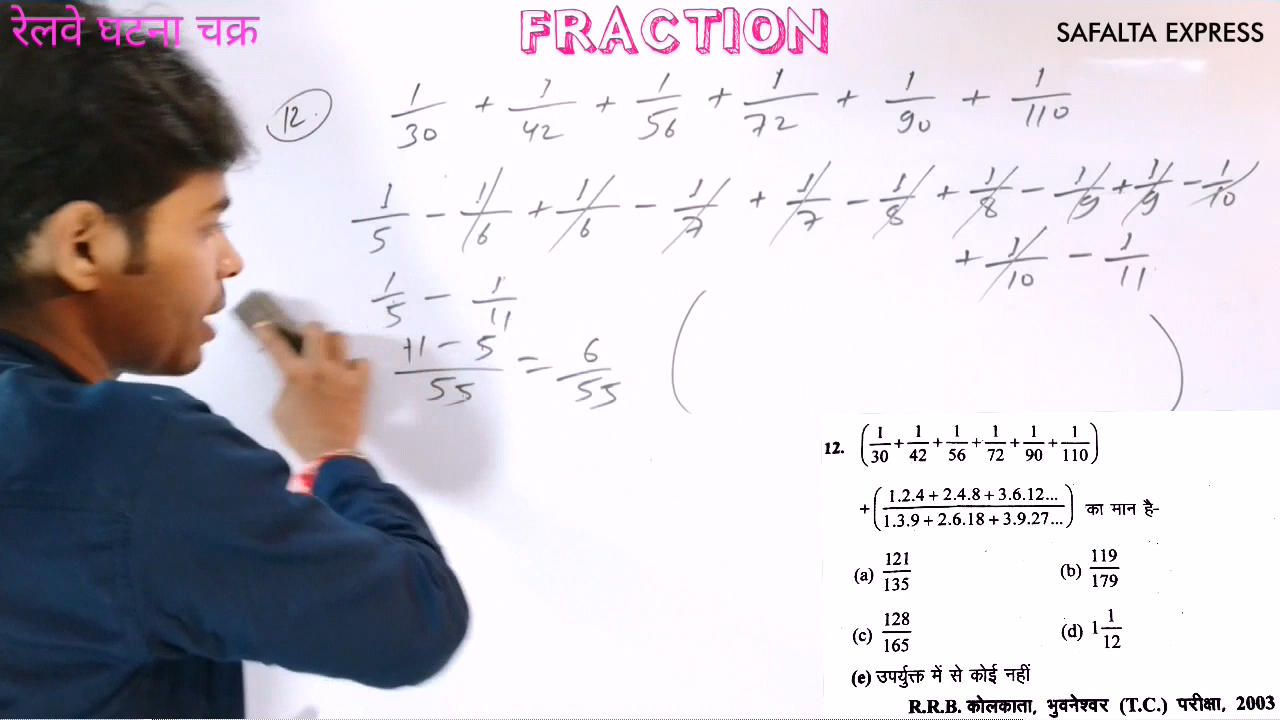 रेलवे घटना चक्र
FRACTION
SAFALTA EXPRESS
12. 1/30 + 1/42 + 1/56 + 1/72 + 1/90 + 1/110
1/5 - 1/6 + 1/6 - 1/7 + 1/7 - 1/8 + 1/8 - 1/9 + 1/9 - 1/10
+ 1/10 - 1/11
1/5 - 1/11
11 - 5/55 = 6/55 ( )
12. (1/30 + 1/42 + 1/56 + 1/72 + 1/90 + 1/110)
+ (1.2.4 + 2.4.8 + 3.6.12.../1.3.9 + 2.6.18 + 3.9.27...) का मान है-
(a) 121/135 (b) 119/179
(c) 128/165 (d) 1 1/12
(e) उपर्युक्त में से कोई नहीं
R.R.B. कोलकाता, भुवनेश्वर (T.C.) परीक्षा, 2003